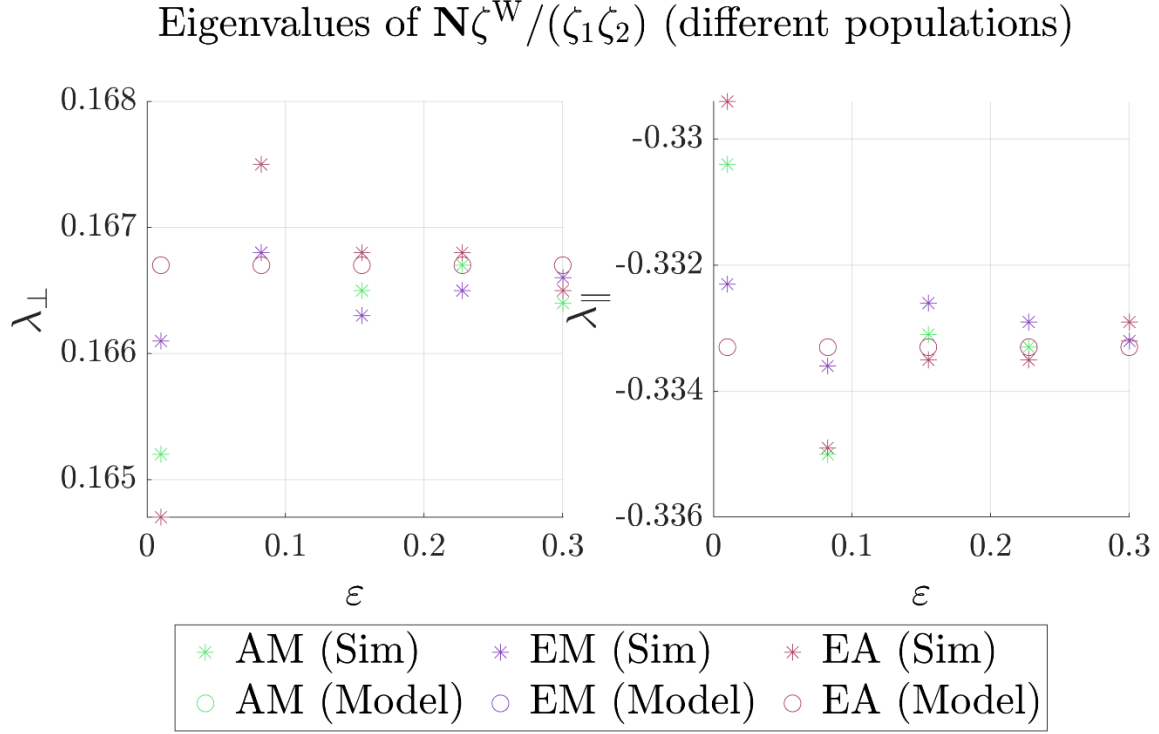 Eigenvalues of Nζ^W/(ζ₁ζ₂) (different populations)
0.168
0.167
0.166
0.165
λ⊥
0 0.1 0.2 0.3
ε
-0.33
-0.332
-0.334
-0.336
λ∥
0 0.1 0.2 0.3
ε
AM (Sim) EM (Sim) EA (Sim)
AM (Model) EM (Model) EA (Model)